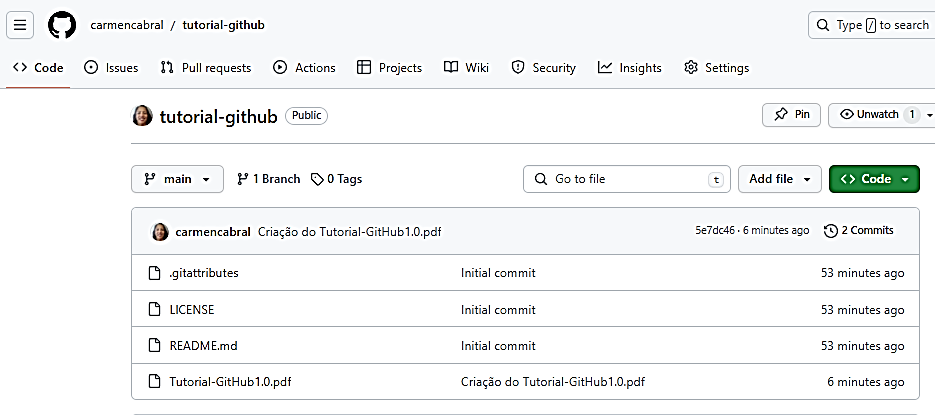 carmencabral / tutorial-github
Type / to search
Code Issues Pull requests Actions Projects Wiki Security Insights Settings
tutorial-github Public Pin Unwatch 1
main 1 Branch 0 Tags Go to file t Add file Code
carmencabral Criação do Tutorial-GitHub1.0.pdf 5e7dc46 · 6 minutes ago 2 Commits
.gitattributes Initial commit 53 minutes ago
LICENSE Initial commit 53 minutes ago
README.md Initial commit 53 minutes ago
Tutorial-GitHub1.0.pdf Criação do Tutorial-GitHub1.0.pdf 6 minutes ago